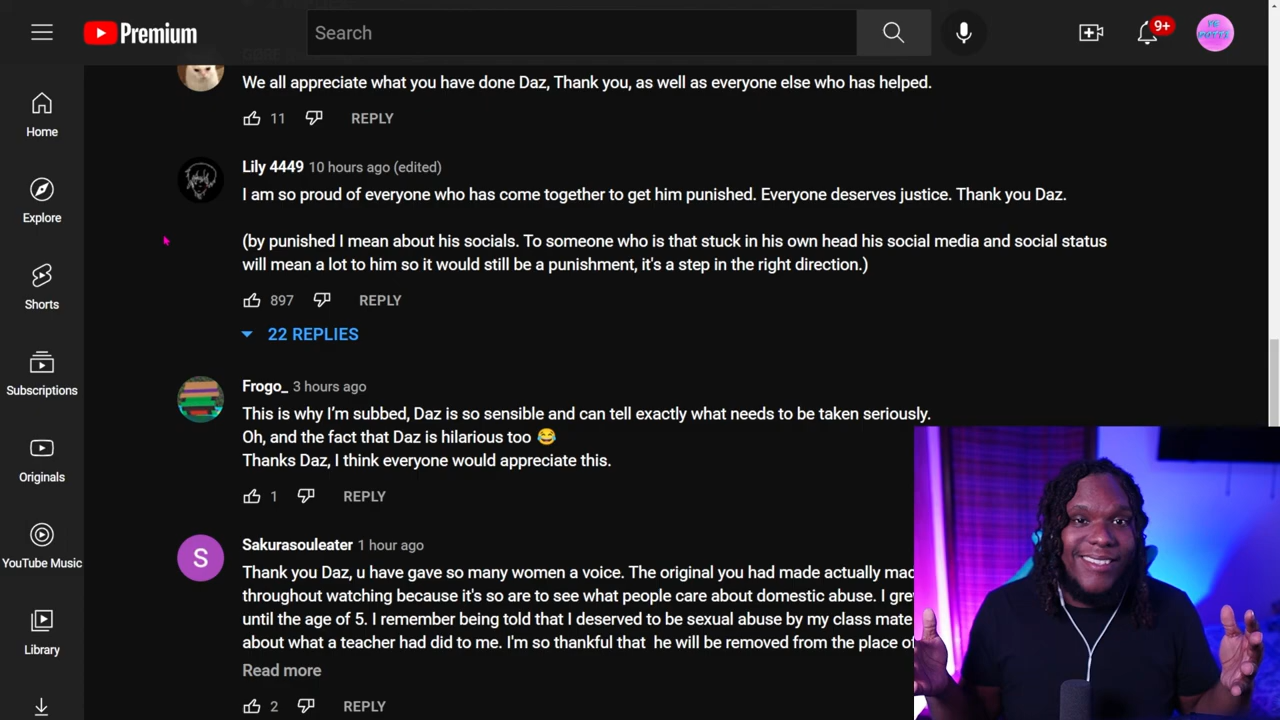 Premium
Search
9+
We all appreciate what you have done Daz, Thank you, as well as everyone else who has helped.
11
REPLY
Home
Lily 4449 10 hours ago (edited)
I am so proud of everyone who has come together to get him punished. Everyone deserves justice. Thank you Daz.
Explore
(by punished I mean about his socials. To someone who is that stuck in his own head his social media and social status
will mean a lot to him so it would still be a punishment, it's a step in the right direction.)
Shorts
897
REPLY
22 REPLIES
Subscriptions
Frogo_ 3 hours ago
This is why I’m subbed, Daz is so sensible and can tell exactly what needs to be taken seriously.
Oh, and the fact that Daz is hilarious too 😂
Thanks Daz, I think everyone would appreciate this.
Originals
1
REPLY
Sakurasouleater 1 hour ago
S
YouTube Music
Thank you Daz, u have gave so many women a voice. The original you had made actually mad
throughout watching because it's so are to see what people care about domestic abuse. I gre
until the age of 5. I remember being told that I deserved to be sexual abuse by my class mate
about what a teacher had did to me. I'm so thankful that he will be removed from the place of
Library
Read more
2
REPLY